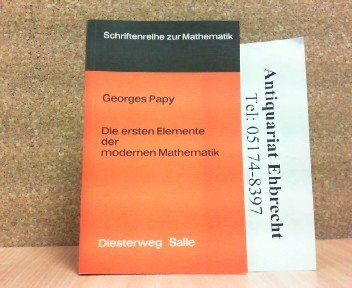 Schriftenreihe zur Mathematik
Georges Papy
Die ersten Elemente
der
modernen Mathematik
Diesterweg Salle
Antiquariat Ehbrecht
Tel: 05174-8397